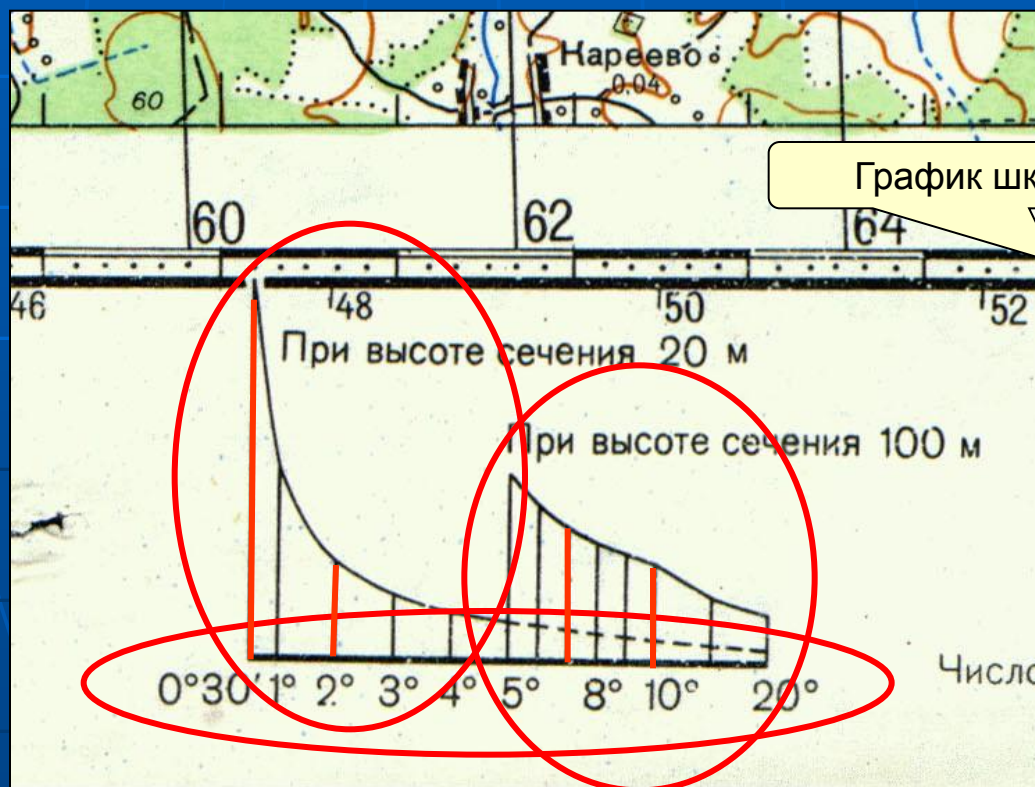 Кареево
0.04
60
График шк
60 62 64
46 48 50 52
При высоте сечения 20 м
При высоте сечения 100 м
Число
0°30′ 1° 2° 3° 4° 5° 8° 10° 20°